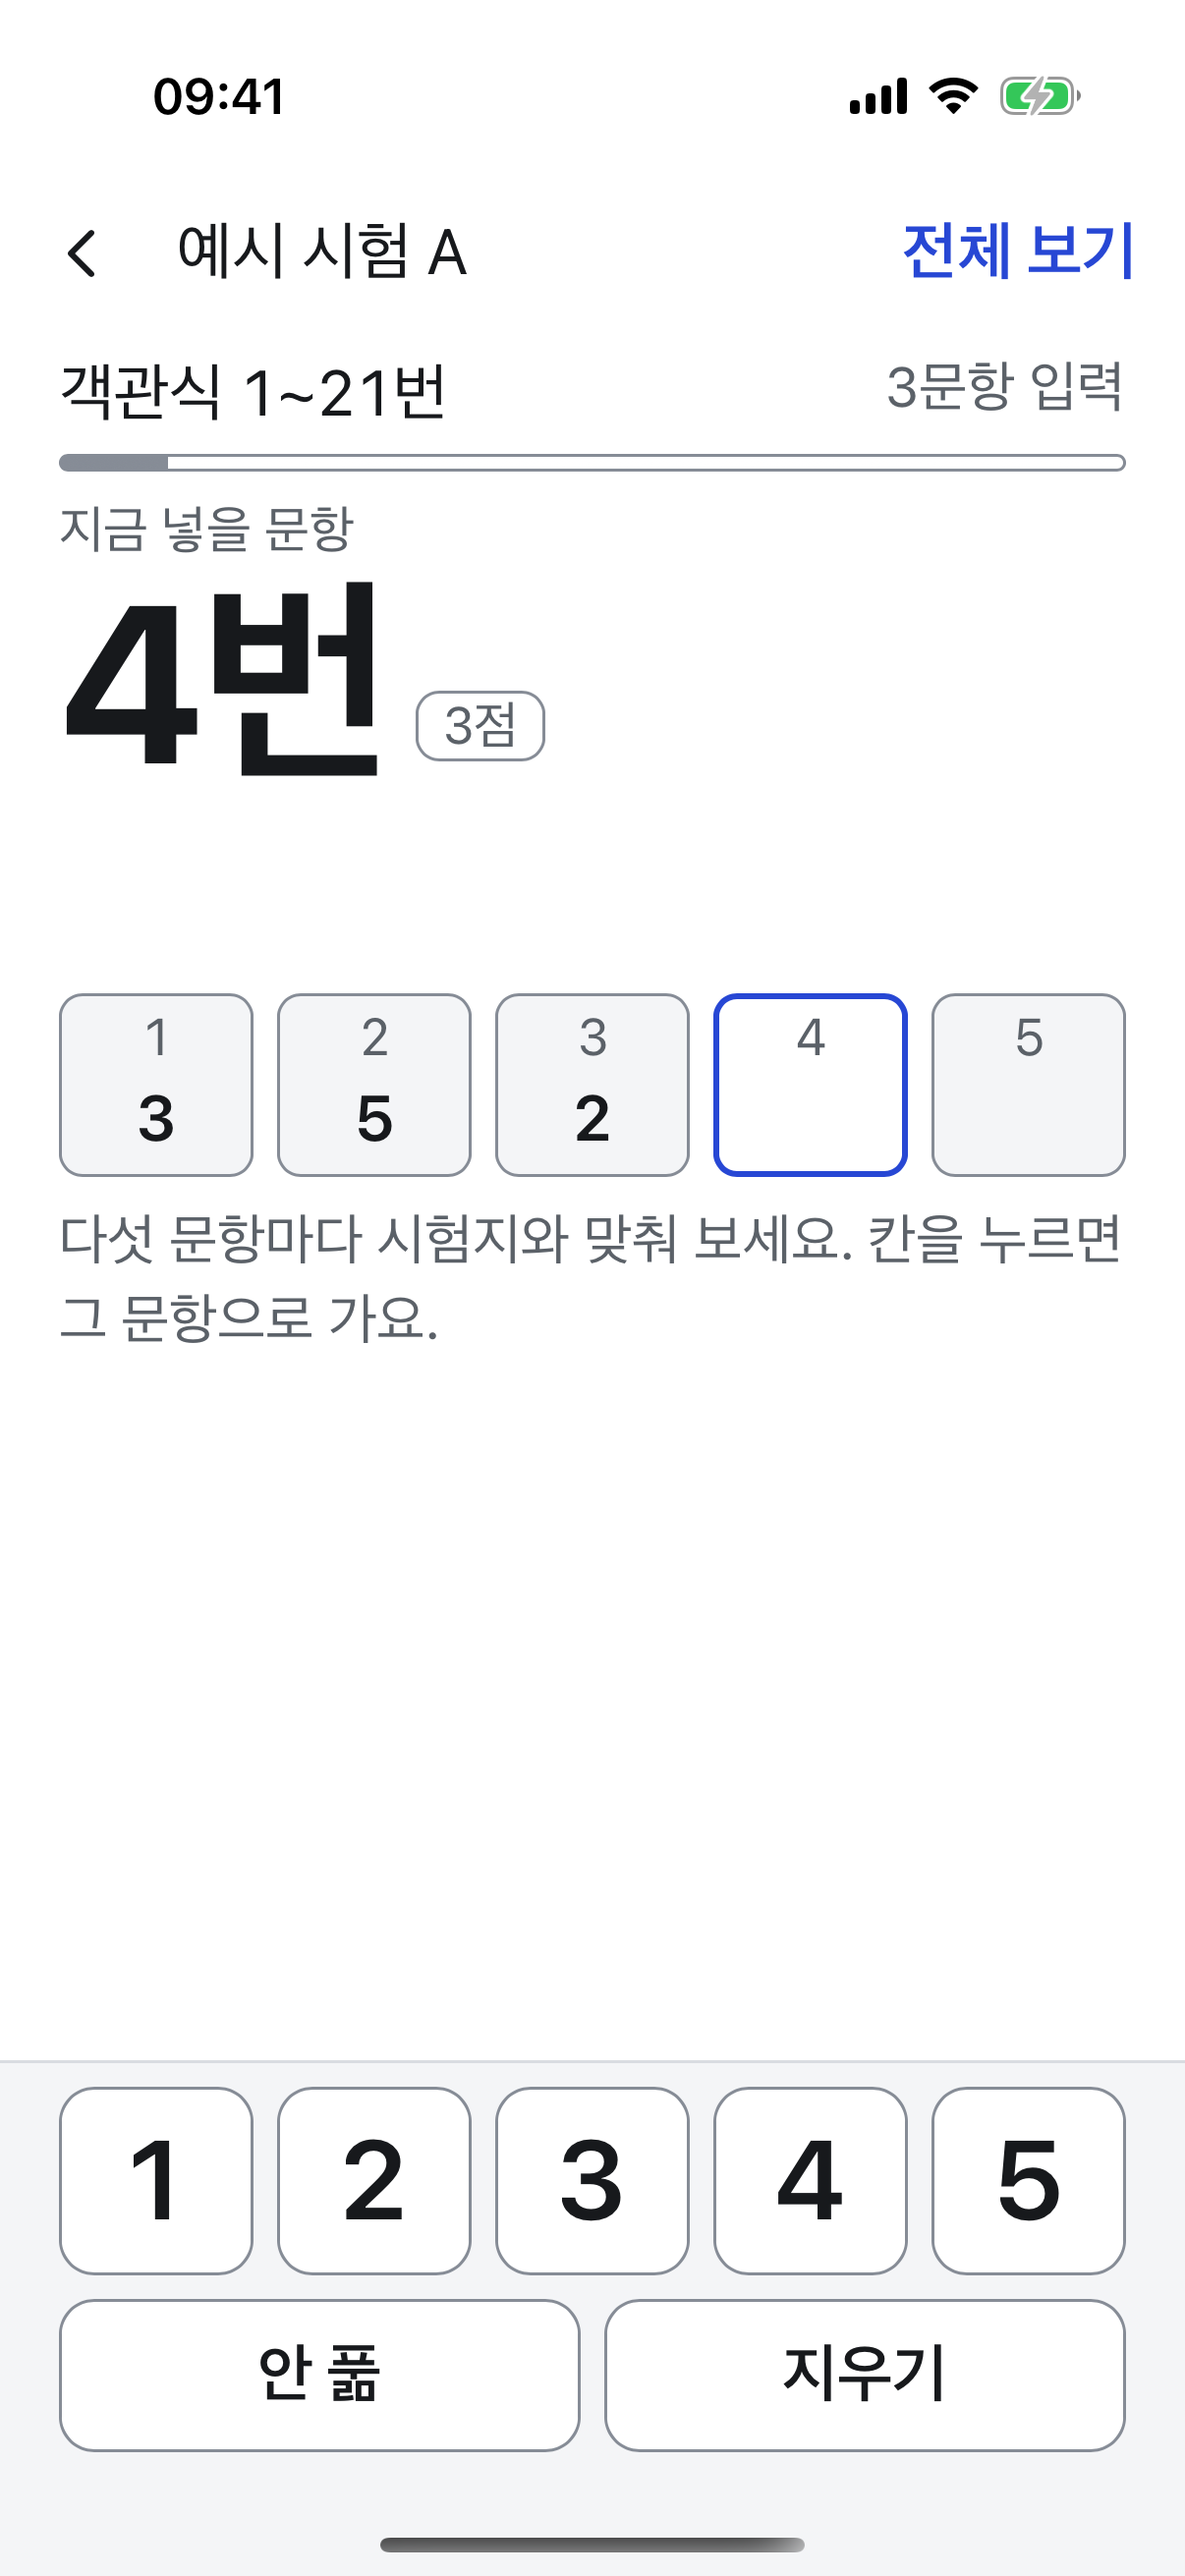 09:41
예시 시험 A
전체 보기
객관식 1~21번
3문항 입력
지금 넣을 문항
4번
3점
1 2 3 4 5
3 5 2
다섯 문항마다 시험지와 맞춰 보세요. 칸을 누르면
그 문항으로 가요.
1 2 3 4 5
안 풂
지우기